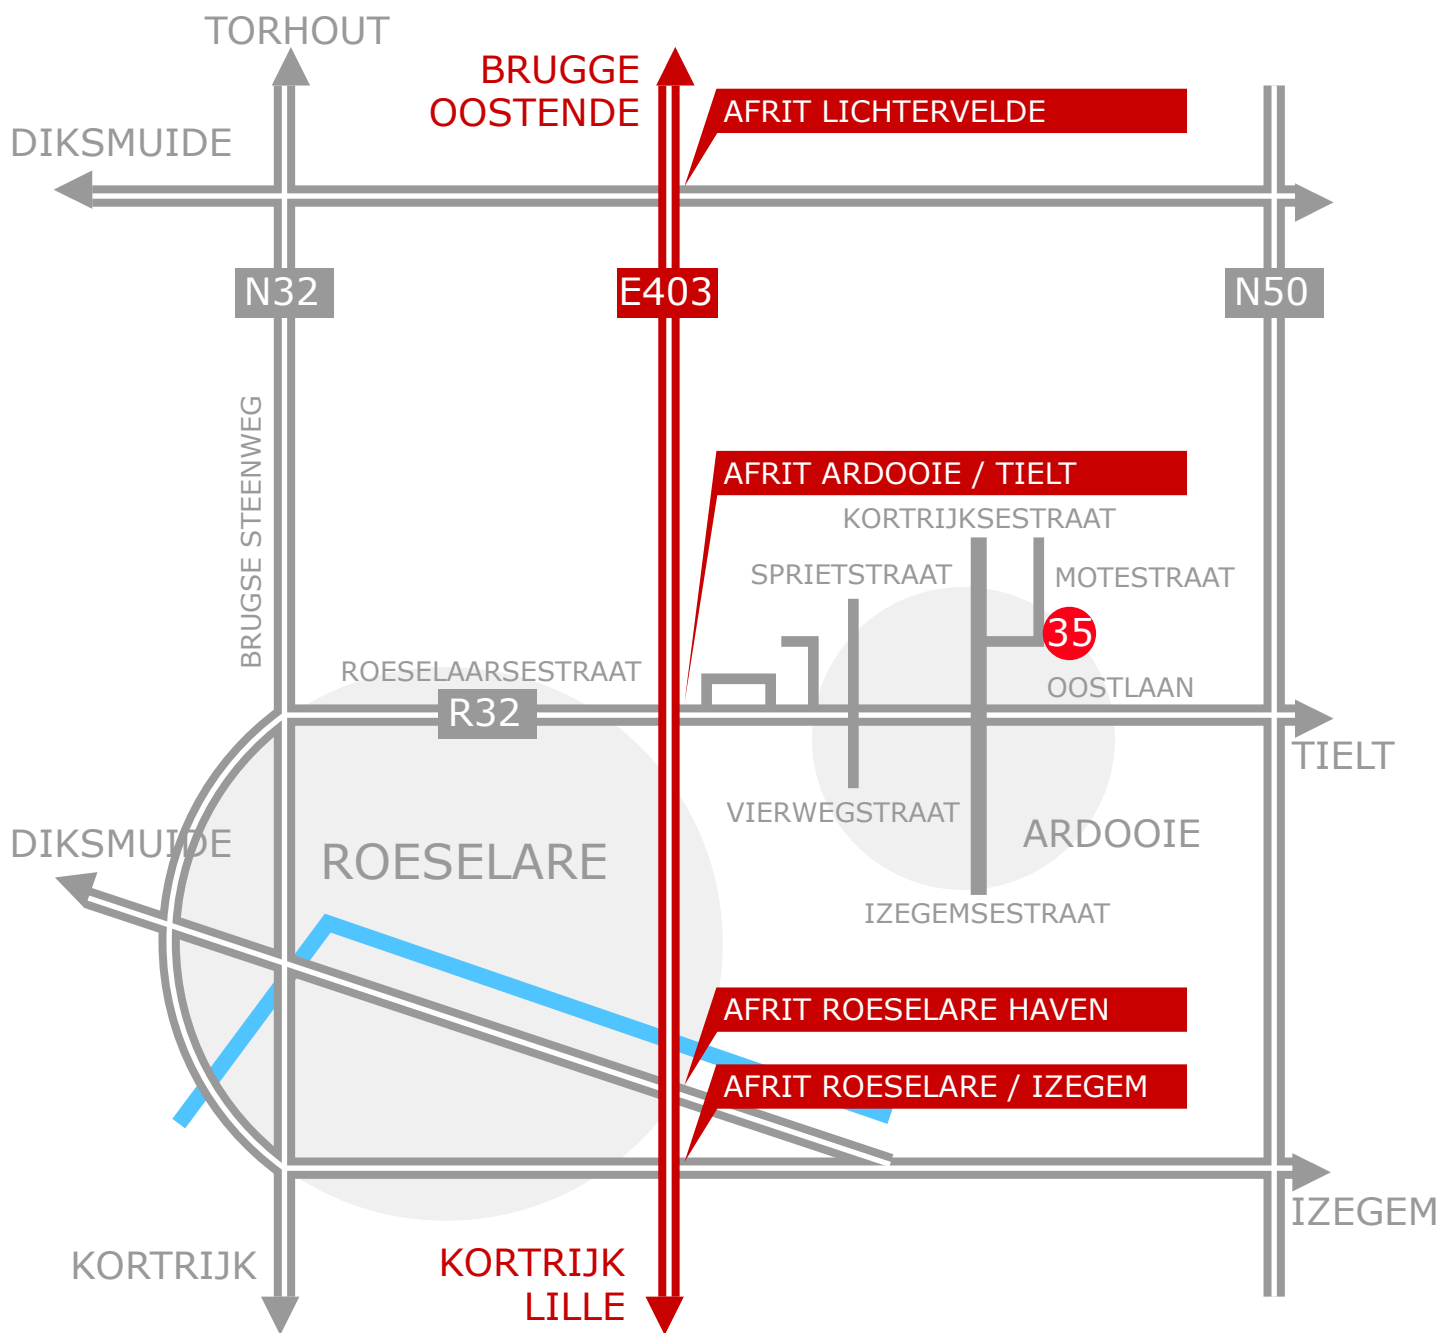 TORHOUT
BRUGGE
OOSTENDE
AFRIT LICHTERVELDE
DIKSMUIDE
N32
E403
N50
BRUGSE STEENWEG
AFRIT ARDOOIE / TIELT
KORTRIJKSESTRAAT
SPRIETSTRAAT
MOTESTRAAT
35
ROESELAARSESTRAAT
OOSTLAAN
R32
TIELT
VIERWEGSTRAAT
ARDOOIE
DIKSMUIDE
ROESELARE
IZEGEMSESTRAAT
AFRIT ROESELARE HAVEN
AFRIT ROESELARE / IZEGEM
IZEGEM
KORTRIJK
KORTRIJK
LILLE